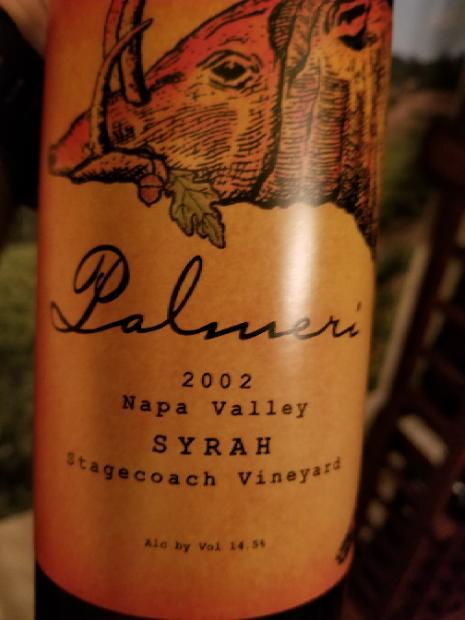 Palmeri
2002
Napa Valley
SYRAH
Stagecoach Vineyard
Alc by Vol 14.5%